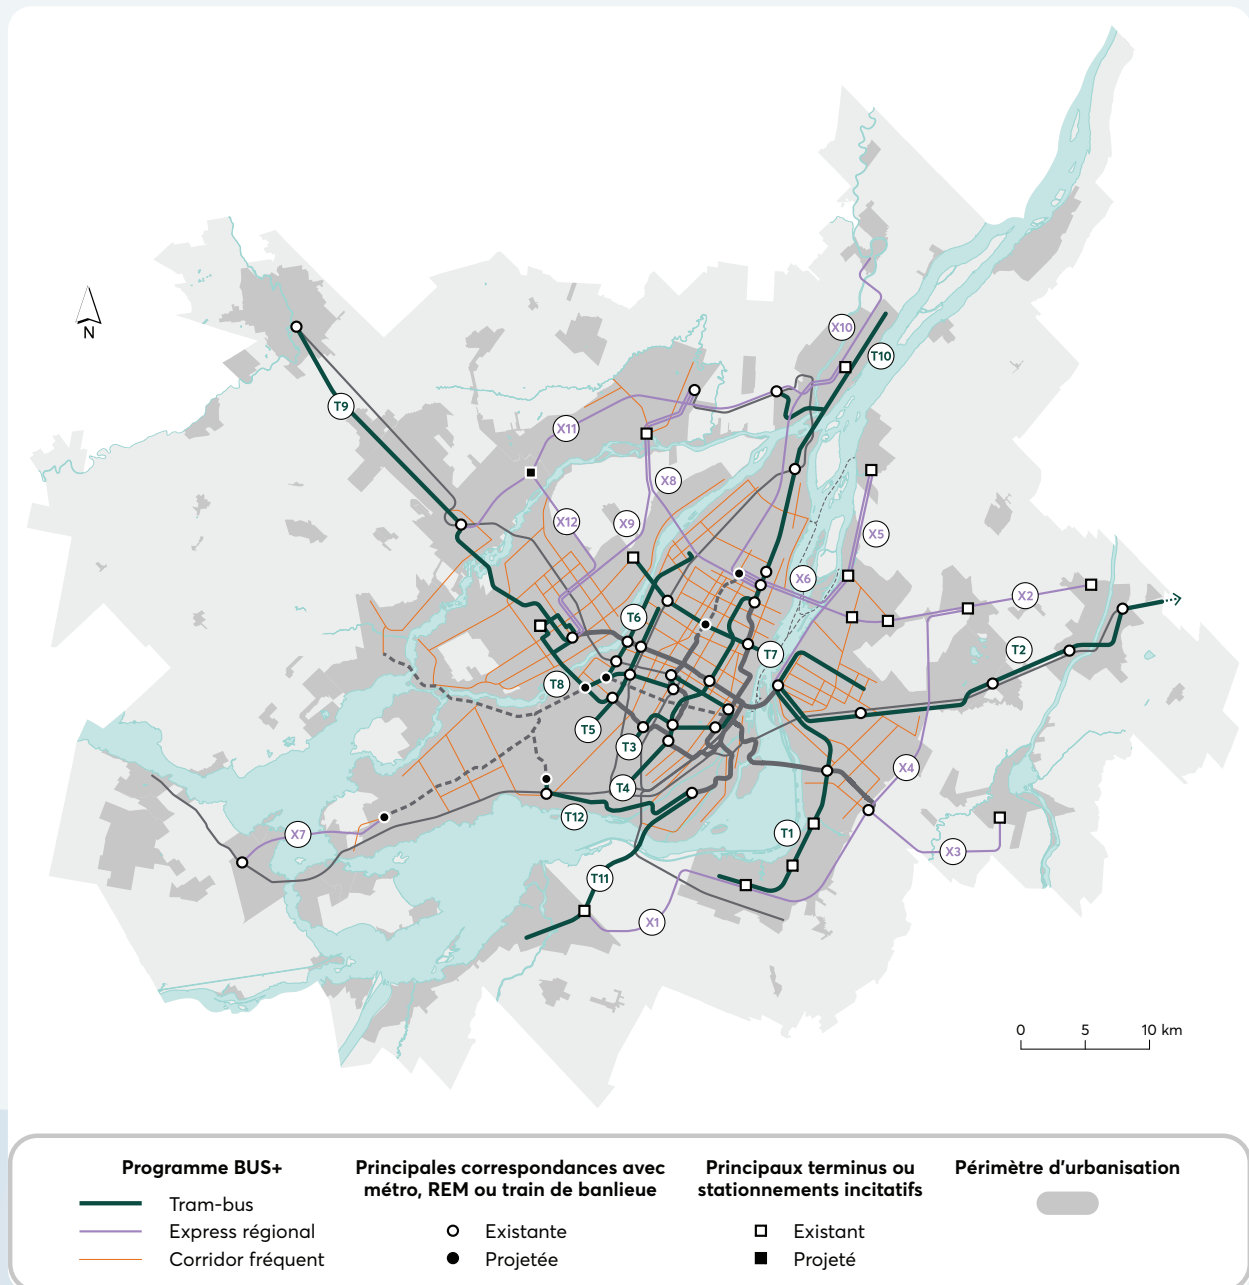 N
X10
T10
T9
X11
X8
X12
X9
X5
X6
X2
T6
T7
T2
T8
T5
T3
X4
T4
T12
X7
T1
X3
T11
X1
0 5 10 km
Programme BUS+
Tram-bus
Express régional
Corridor fréquent
Principales correspondances avec
métro, REM ou train de banlieue
Existante
Projetée
Principaux terminus ou
stationnements incitatifs
Existant
Projeté
Périmètre d'urbanisation